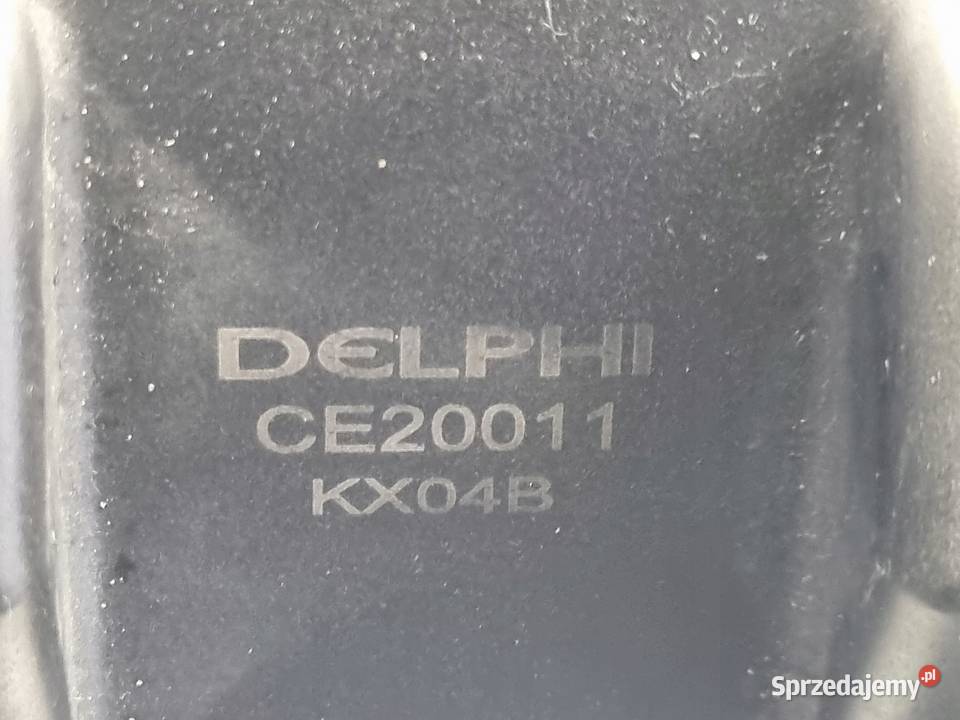 DELPHI
CE20011
KX04B
Sprzedajemy.pl